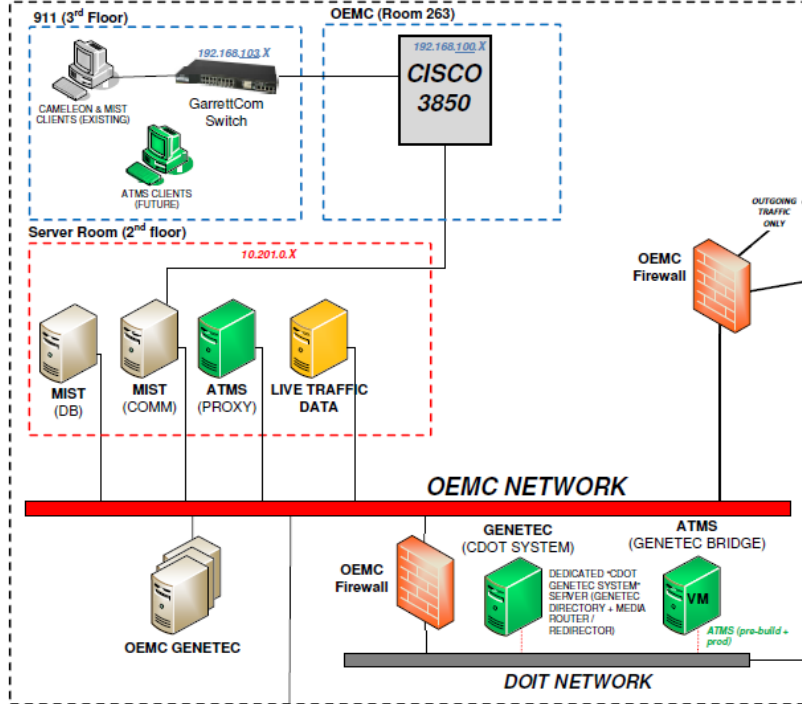 911 (3rd Floor)
OEMC (Room 263)
192.168.103.X
192.168.100.X
CISCO
3850
GarrettCom
Switch
CAMELEON & MIST
CLIENTS (EXISTING)
ATMS CLIENTS
(FUTURE)
Server Room (2nd floor)
10.201.0.X
OUTGOING
TRAFFIC
ONLY
OEMC
Firewall
MIST
(DB)
MIST
(COMM)
ATMS
(PROXY)
LIVE TRAFFIC
DATA
OEMC NETWORK
OEMC GENETEC
OEMC
Firewall
GENETEC
(CDOT SYSTEM)
DEDICATED "CDOT
GENETEC SYSTEM"
SERVER (GENETEC
DIRECTORY + MEDIA
ROUTER /
REDIRECTOR)
ATMS
(GENETEC BRIDGE)
VM
ATMS (pre-build +
prod)
DOIT NETWORK